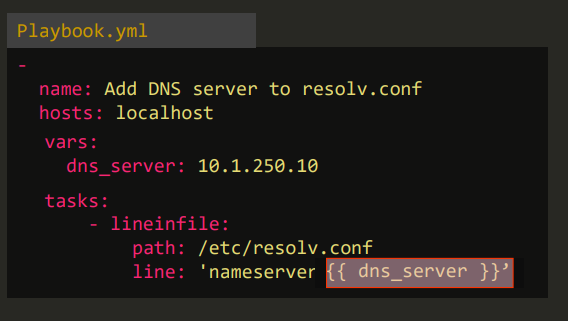 Playbook.yml
-
name: Add DNS server to resolv.conf
hosts: localhost
vars:
dns_server: 10.1.250.10
tasks:
- lineinfile:
path: /etc/resolv.conf
line: 'nameserver {{ dns_server }}’